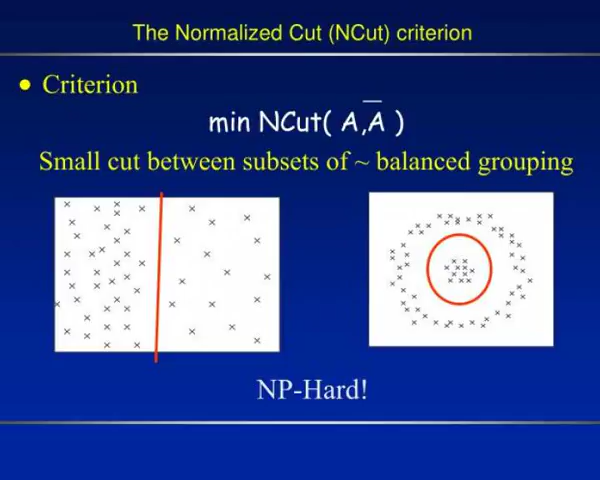 The Normalized Cut (NCut) criterion
● Criterion
min NCut( A,A̅ )
Small cut between subsets of ~ balanced grouping
NP-Hard!